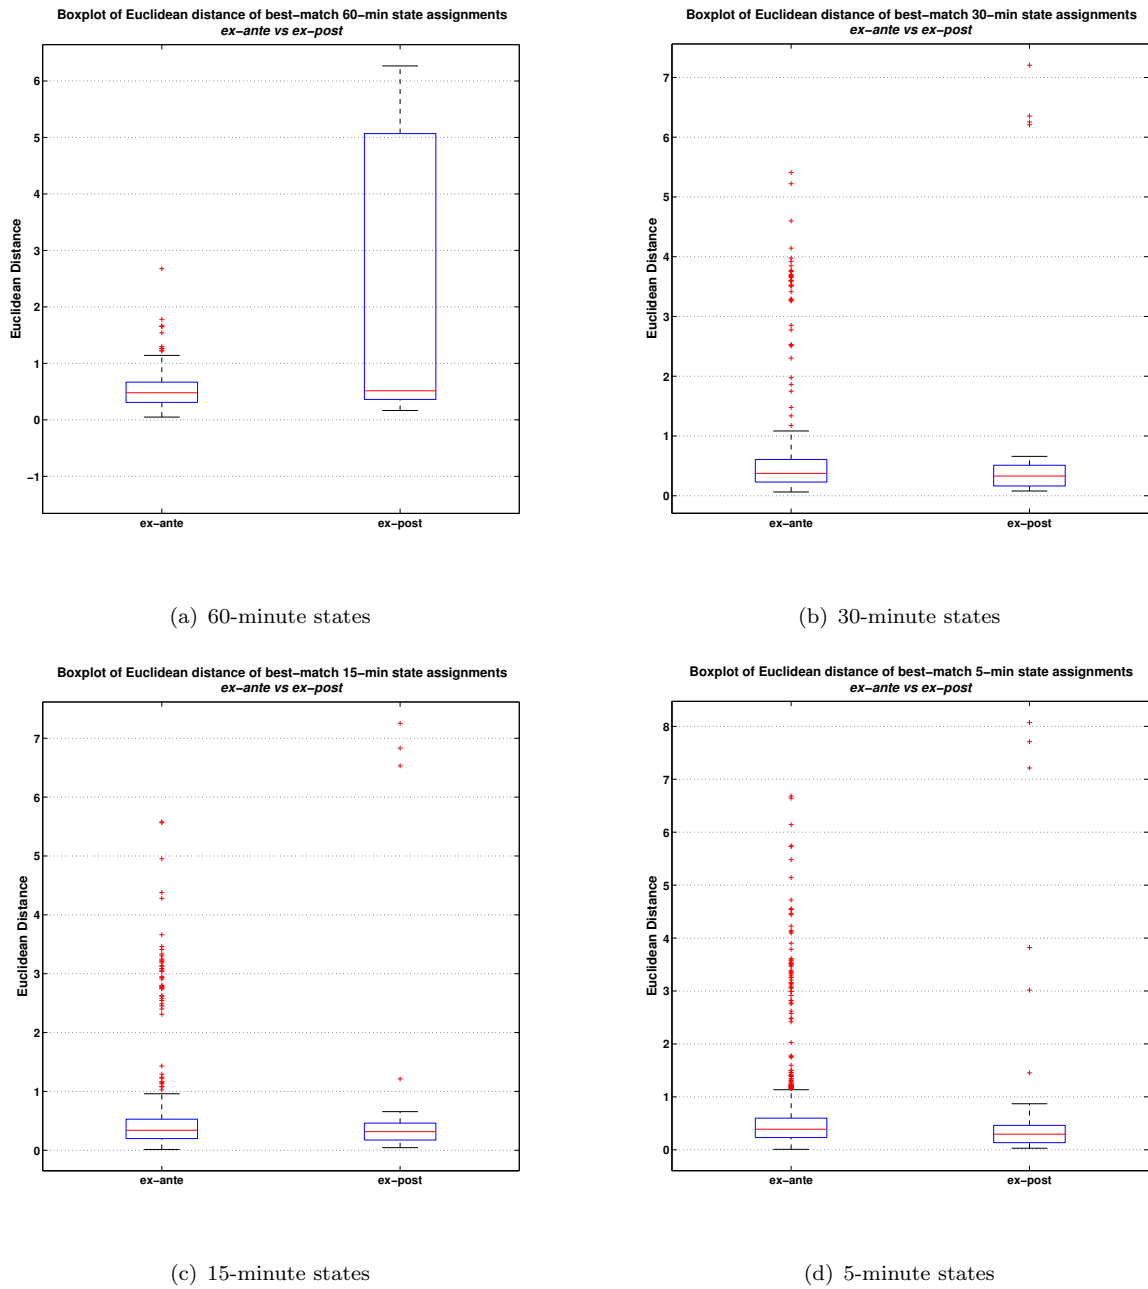 Boxplot of Euclidean distance of best−match 60−min state assignments
ex−ante vs ex−post
Euclidean Distance
6
5
4
3
2
1
0
−1
ex−ante
ex−post
(a) 60-minute states
Boxplot of Euclidean distance of best−match 30−min state assignments
ex−ante vs ex−post
Euclidean Distance
7
6
5
4
3
2
1
0
ex−ante
ex−post
(b) 30-minute states
Boxplot of Euclidean distance of best−match 15−min state assignments
ex−ante vs ex−post
Euclidean Distance
7
6
5
4
3
2
1
0
ex−ante
ex−post
(c) 15-minute states
Boxplot of Euclidean distance of best−match 5−min state assignments
ex−ante vs ex−post
Euclidean Distance
8
7
6
5
4
3
2
1
0
ex−ante
ex−post
(d) 5-minute states